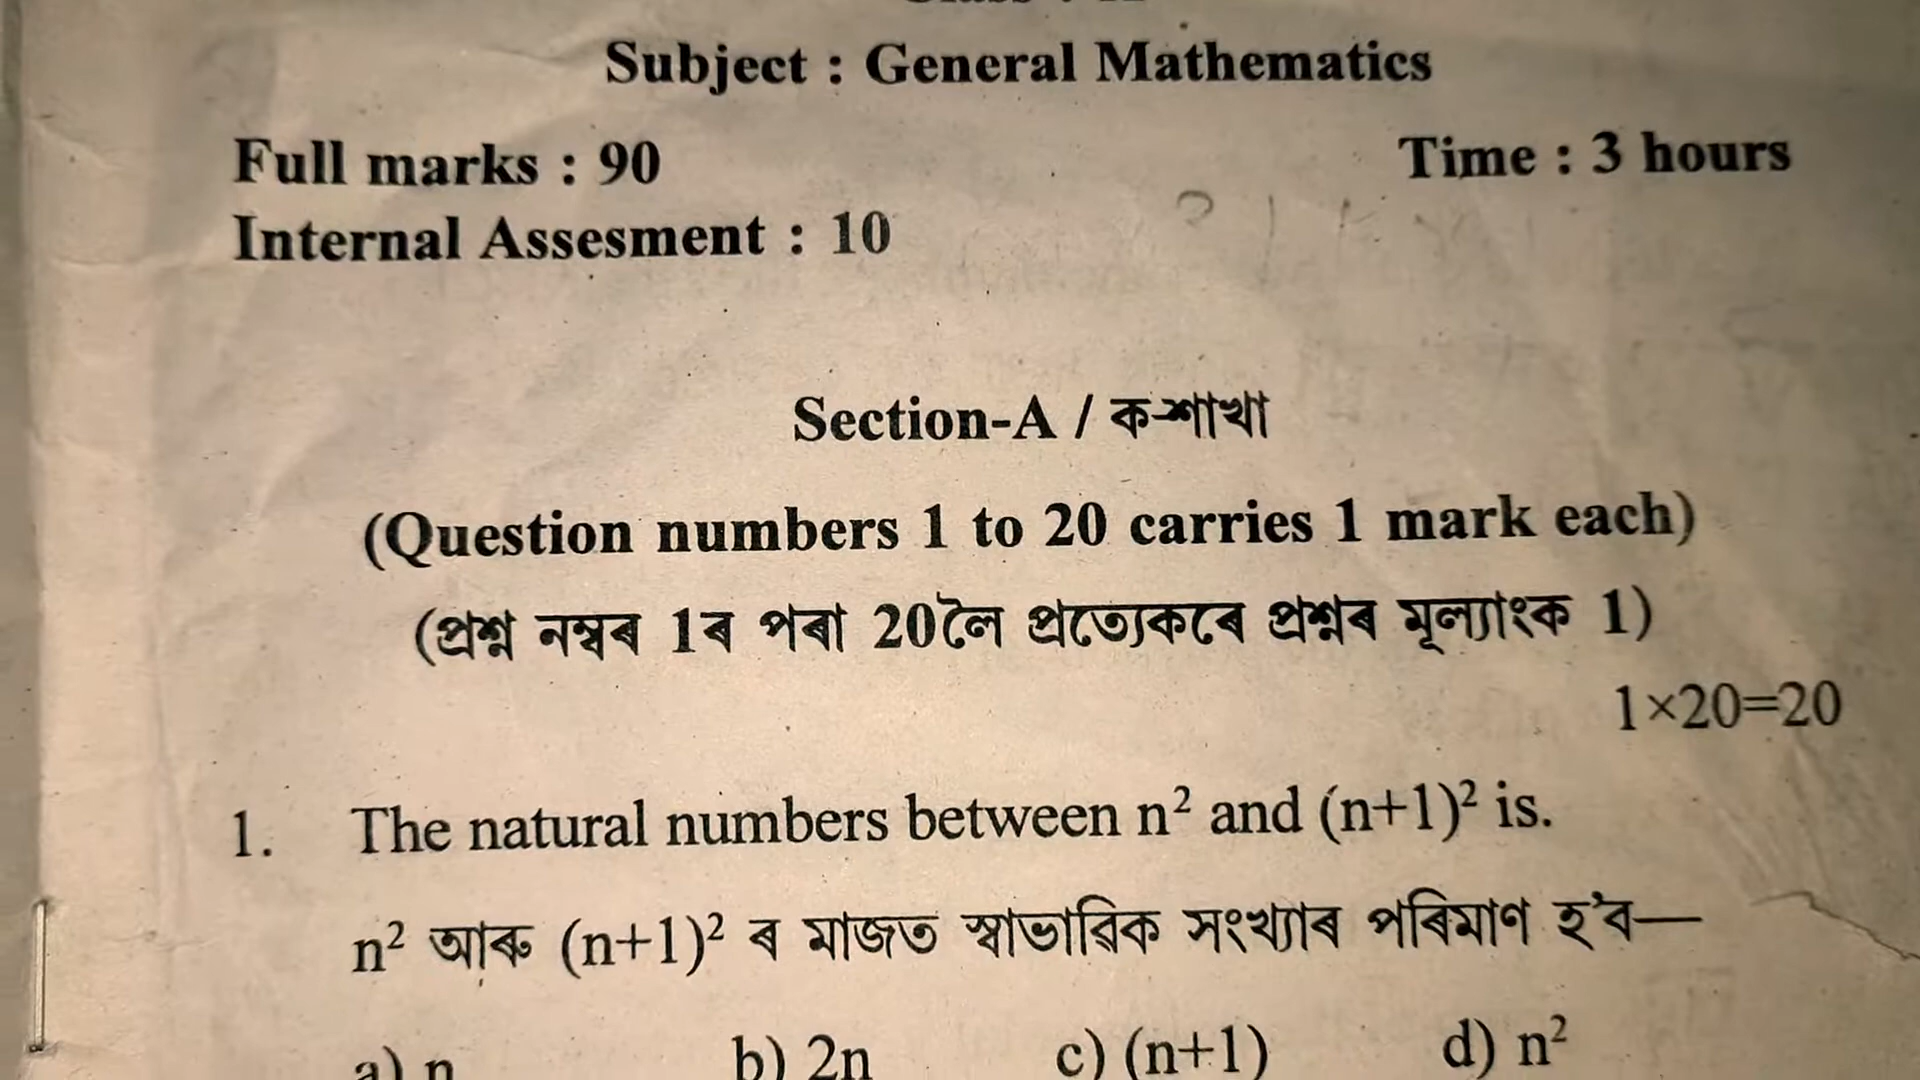 Subject : General Mathematics
Full marks : 90 Time : 3 hours
Internal Assesment : 10
Section-A / ক-শাখা
(Question numbers 1 to 20 carries 1 mark each)
(প্ৰশ্ন নম্বৰ 1ৰ পৰা 20লৈ প্ৰত্যেকৰে প্ৰশ্নৰ মূল্যাংক 1)
1×20=20
1. The natural numbers between n² and (n+1)² is.
n² আৰু (n+1)² ৰ মাজত স্বাভাৱিক সংখ্যাৰ পৰিমাণ হ'ব—
a) n b) 2n c) (n+1) d) n²